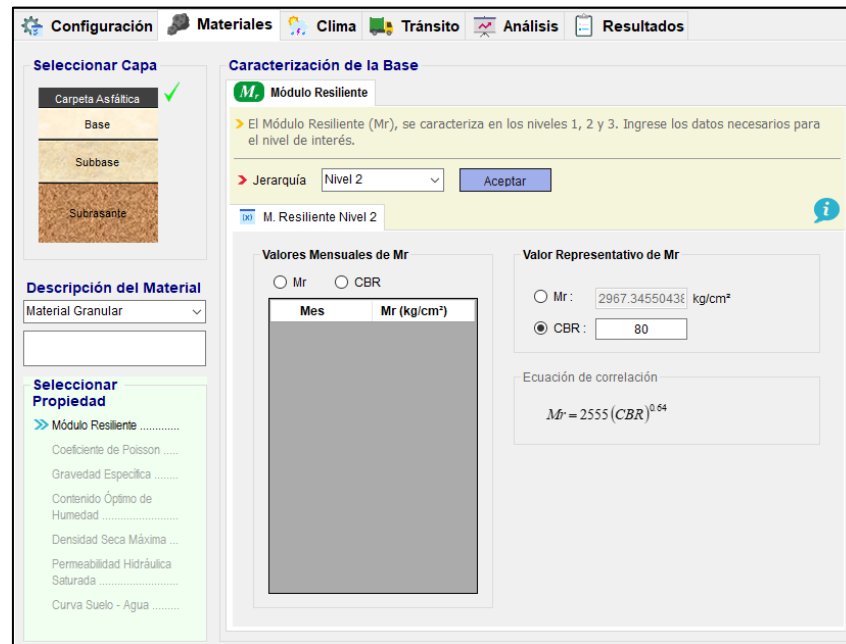 Configuración Materiales Clima Tránsito Análisis Resultados
Seleccionar Capa
Carpeta Asfáltica
Base
Subbase
Subrasante
Descripción del Material
Material Granular
Seleccionar
Propiedad
Módulo Resiliente ............
Coeficiente de Poisson .....
Gravedad Específica ........
Contenido Óptimo de
Humedad ........................
Densidad Seca Máxima ...
Permeabilidad Hidráulica
Saturada .........................
Curva Suelo - Agua .........
Caracterización de la Base
Mr Módulo Resiliente
El Módulo Resiliente (Mr), se caracteriza en los niveles 1, 2 y 3. Ingrese los datos necesarios para
el nivel de interés.
Jerarquía Nivel 2 Aceptar
(x) M. Resiliente Nivel 2
i
Valores Mensuales de Mr
Mr CBR
Mes Mr (kg/cm²)
Valor Representativo de Mr
Mr : 2967.34550438 kg/cm²
CBR : 80
Ecuación de correlación
Mr = 2555 (CBR)^0.64